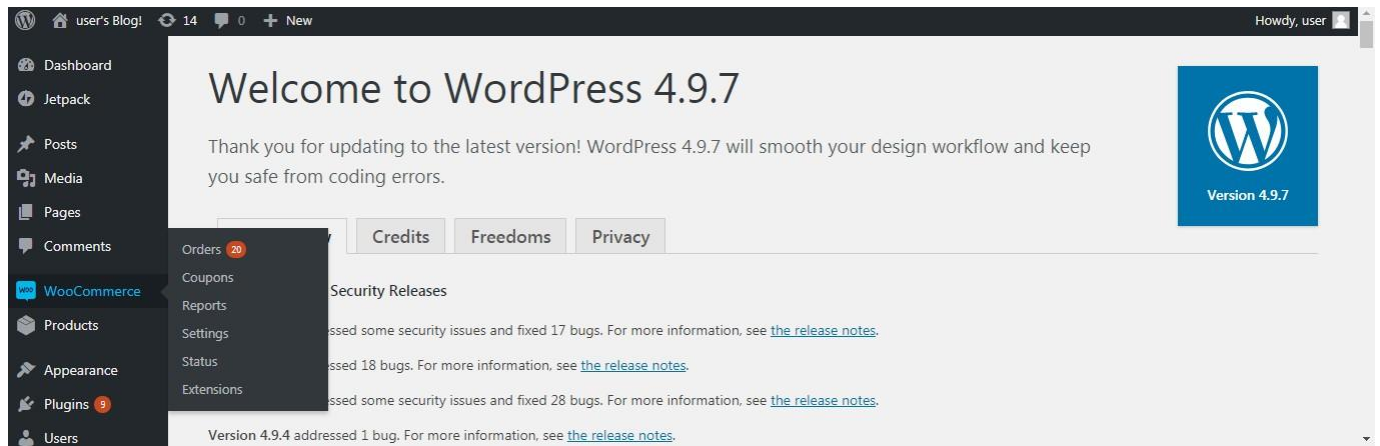 user's Blog! 14 0 + New
Howdy, user
Dashboard
Jetpack
Posts
Media
Pages
Comments
WooCommerce
Products
Appearance
Plugins 9
Users
Orders 20
Coupons
Reports
Settings
Status
Extensions
Welcome to WordPress 4.9.7
Thank you for updating to the latest version! WordPress 4.9.7 will smooth your design workflow and keep
you safe from coding errors.
Version 4.9.7
Credits Freedoms Privacy
Security Releases
some security issues and fixed 17 bugs. For more information, see the release notes.
18 bugs. For more information, see the release notes.
some security issues and fixed 28 bugs. For more information, see the release notes.
Version 4.9.4 addressed 1 bug. For more information, see the release notes.